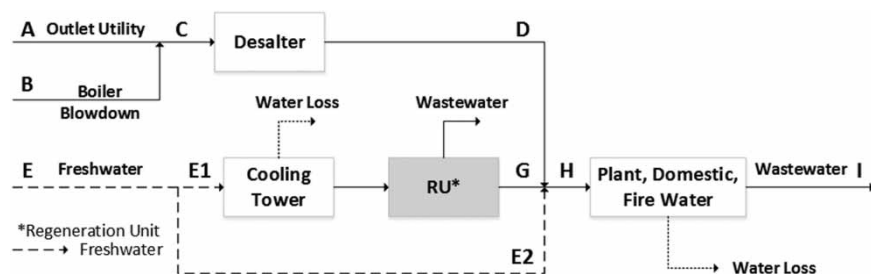 A Outlet Utility C
Desalter
D
B Boiler
Blowdown
Water Loss
Wastewater
E Freshwater E1
Cooling
Tower
RU*
G
H
Plant, Domestic,
Fire Water
Wastewater I
*Regeneration Unit
Freshwater
E2
Water Loss